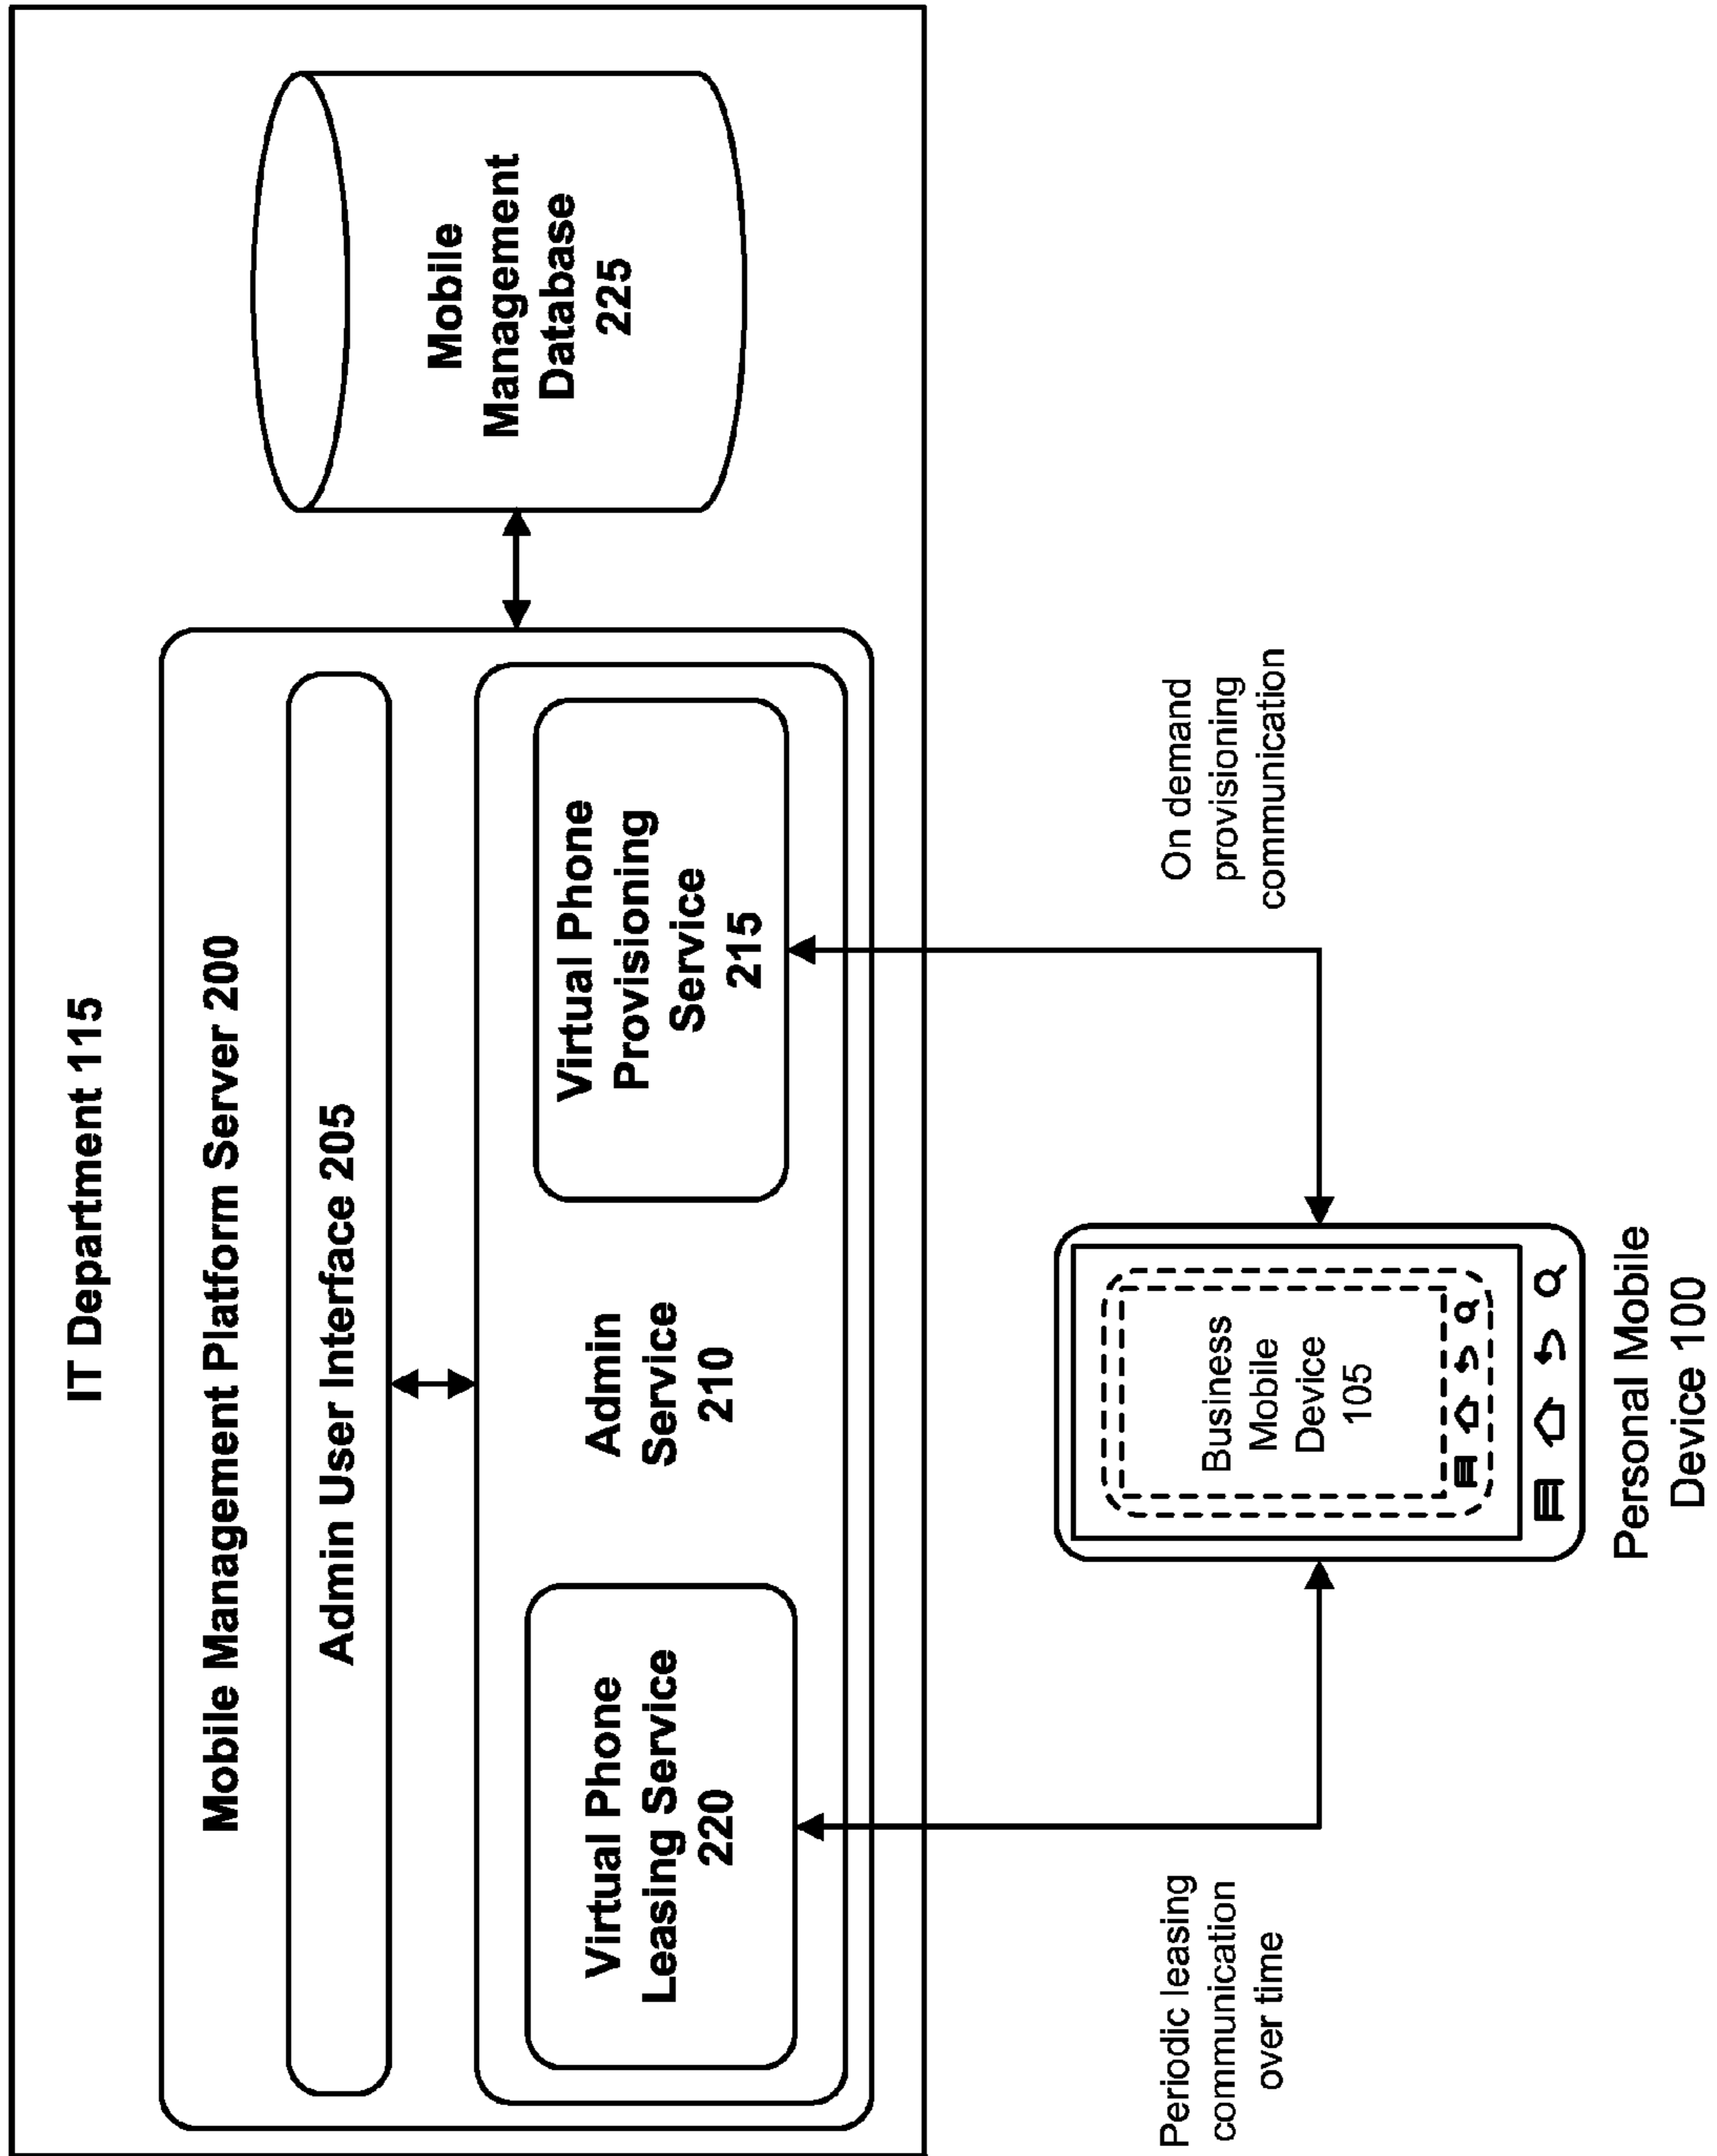 IT Department 115
Mobile Management Platform Server 200
Admin User Interface 205
Virtual Phone
Leasing Service
220
Admin
Service
210
Virtual Phone
Provisioning
Service
215
Mobile
Management
Database
225
Periodic leasing
communication
over time
On demand
provisioning
communication
Business
Mobile
Device
105
Personal Mobile
Device 100